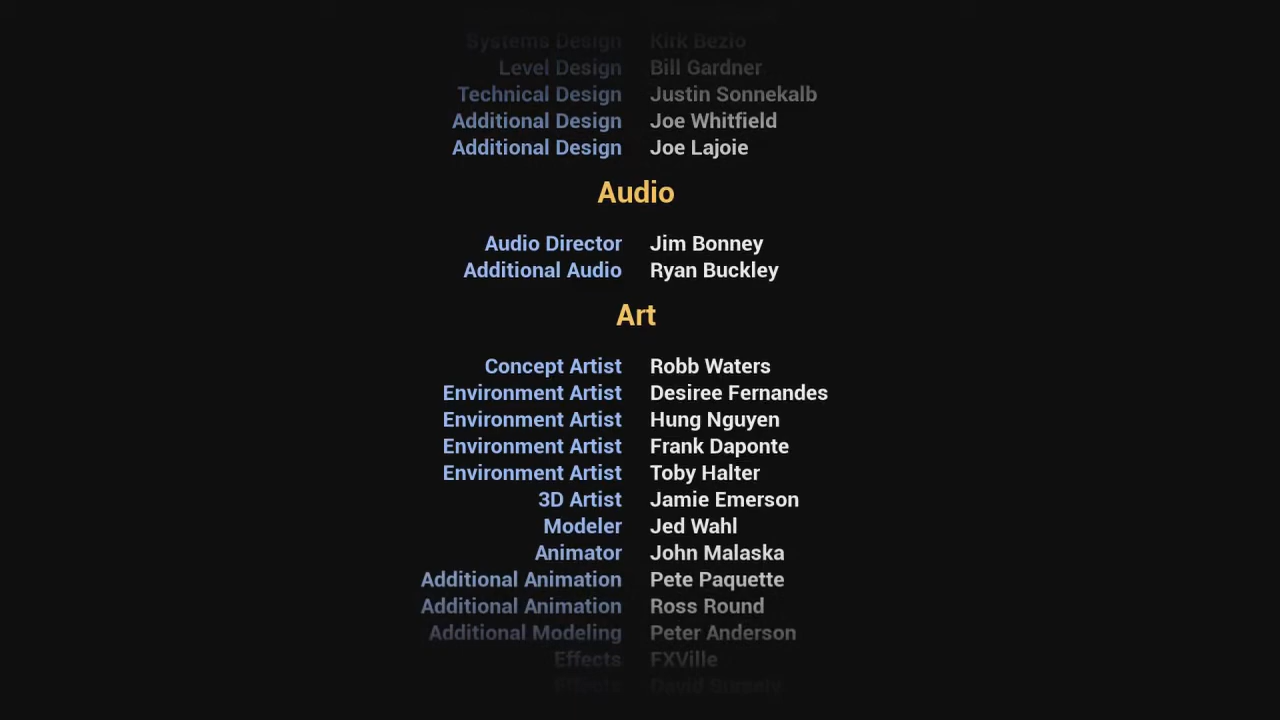 Systems Design Kirk Bezio
Level Design Bill Gardner
Technical Design Justin Sonnekalb
Additional Design Joe Whitfield
Additional Design Joe Lajoie
Audio
Audio Director Jim Bonney
Additional Audio Ryan Buckley
Art
Concept Artist Robb Waters
Environment Artist Desiree Fernandes
Environment Artist Hung Nguyen
Environment Artist Frank Daponte
Environment Artist Toby Halter
3D Artist Jamie Emerson
Modeler Jed Wahl
Animator John Malaska
Additional Animation Pete Paquette
Additional Animation Ross Round
Additional Modeling Peter Anderson
Effects FXVille
Effects David